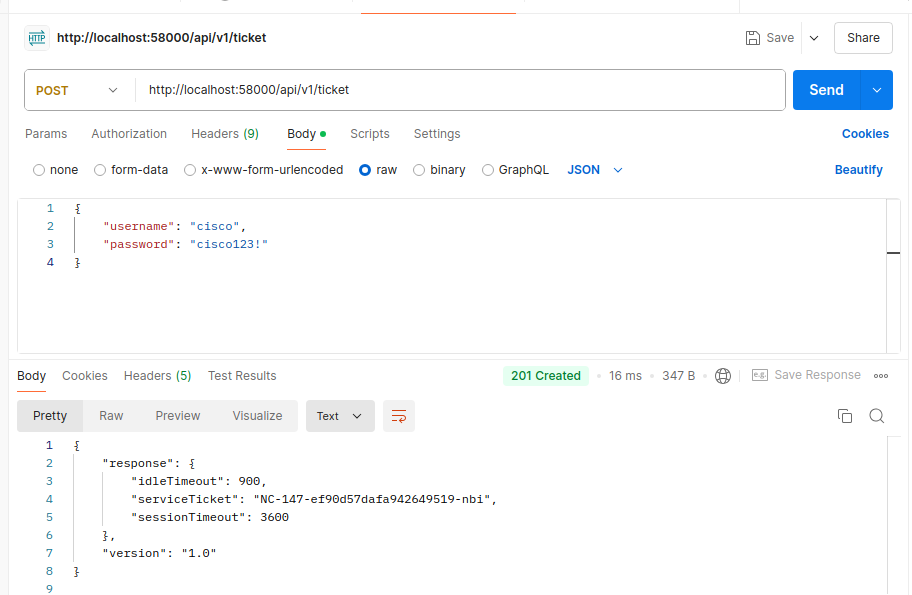 HTTP http://localhost:58000/api/v1/ticket Save Share
POST http://localhost:58000/api/v1/ticket Send
Params Authorization Headers (9) Body Scripts Settings Cookies
none form-data x-www-form-urlencoded raw binary GraphQL JSON Beautify
1 {
2 "username": "cisco",
3 "password": "cisco123!"
4 }
Body Cookies Headers (5) Test Results 201 Created 16 ms 347 B e.g. Save Response
Pretty Raw Preview Visualize Text
1 {
2 "response": {
3 "idleTimeout": 900,
4 "serviceTicket": "NC-147-ef90d57dafa942649519-nbi",
5 "sessionTimeout": 3600
6 },
7 "version": "1.0"
8 }
9